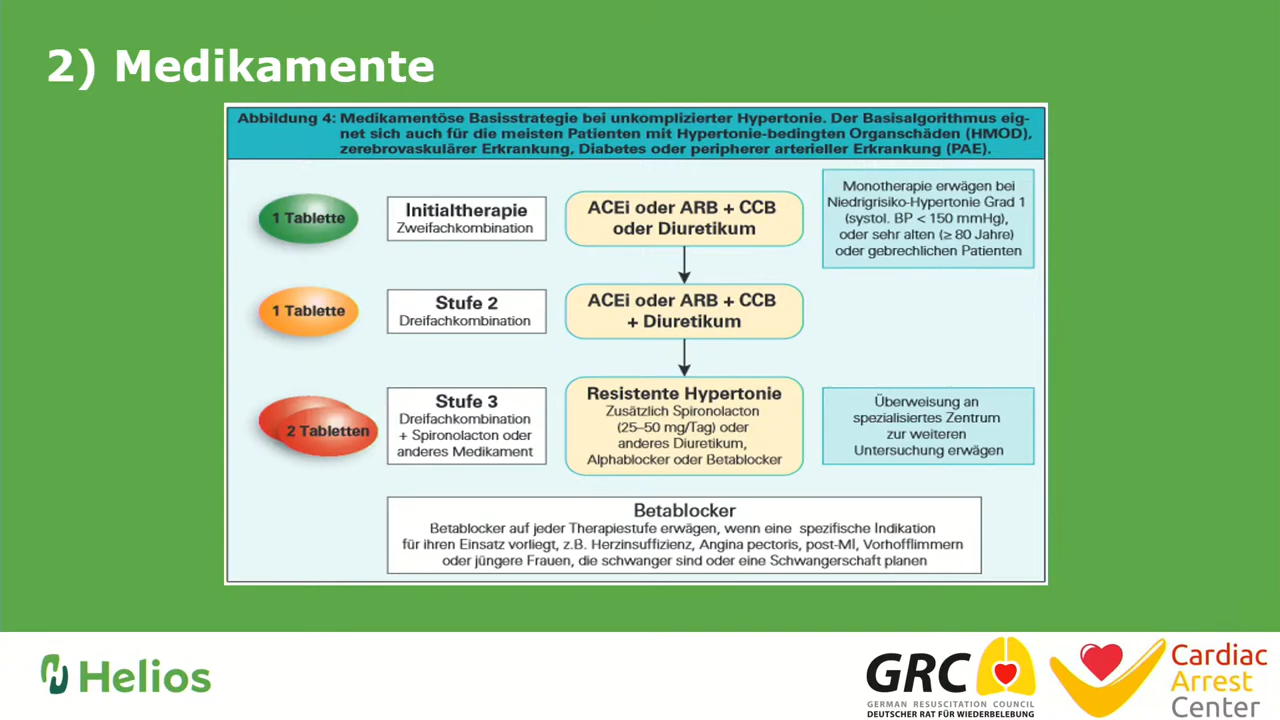 2) Medikamente
Abbildung 4: Medikamentöse Basisstrategie bei unkomplizierter Hypertonie. Der Basisalgorithmus eig-
net sich auch für die meisten Patienten mit Hypertonie-bedingten Organschäden (HMOD),
zerebrovaskulärer Erkrankung, Diabetes oder peripherer arterieller Erkrankung (PAE).
1 Tablette
Initialtherapie
Zweifachkombination
ACEi oder ARB + CCB
oder Diuretikum
Monotherapie erwägen bei
Niedrigrisiko-Hypertonie Grad 1
(systol. BP < 150 mmHg),
oder sehr alten (≥ 80 Jahre)
oder gebrechlichen Patienten
1 Tablette
Stufe 2
Dreifachkombination
ACEi oder ARB + CCB
+ Diuretikum
2 Tabletten
Stufe 3
Dreifachkombination
+ Spironolacton oder
anderes Medikament
Resistente Hypertonie
Zusätzlich Spironolacton
(25–50 mg/Tag) oder
anderes Diuretikum,
Alphablocker oder Betablocker
Überweisung an
spezialisiertes Zentrum
zur weiteren
Untersuchung erwägen
Betablocker
Betablocker auf jeder Therapiestufe erwägen, wenn eine spezifische Indikation
für ihren Einsatz vorliegt, z.B. Herzinsuffizienz, Angina pectoris, post-MI, Vorhofflimmern
oder jüngere Frauen, die schwanger sind oder eine Schwangerschaft planen
Helios
GRC
GERMAN RESUSCITATION COUNCIL
DEUTSCHER RAT FÜR WIEDERBELEBUNG
Cardiac
Arrest
Center